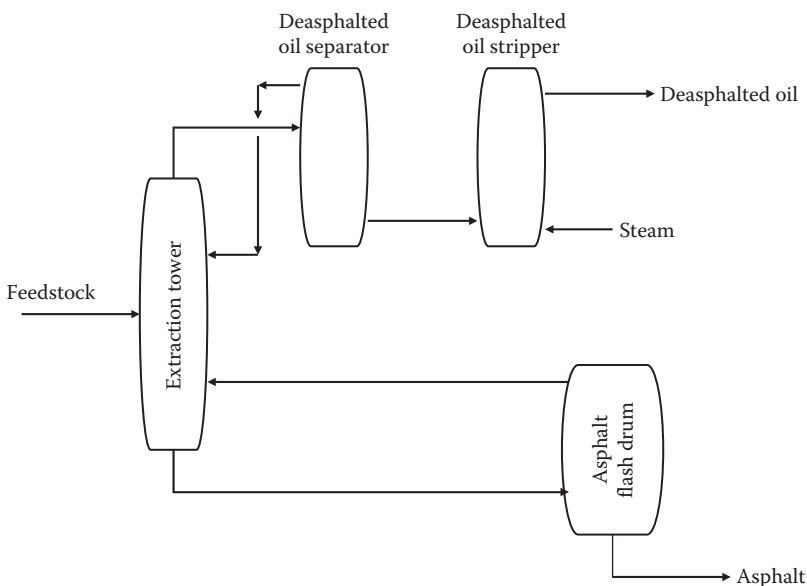 Deasphalted
oil separator
Deasphalted
oil stripper
Deasphalted oil
Steam
Feedstock
Extraction tower
Asphalt
flash drum
Asphalt